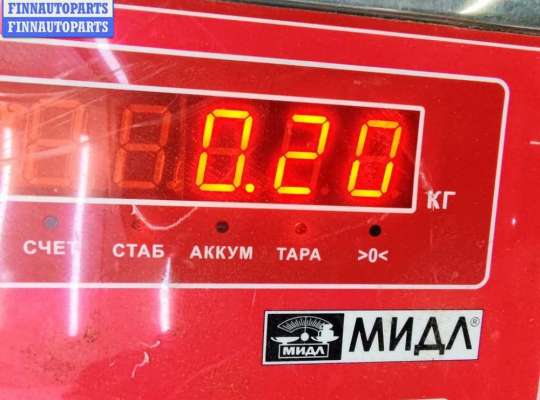 FINNAUTOPARTS
FINNAUTOPARTS
0.20
КГ
СЧЕТ СТАБ АККУМ ТАРА >0<
МИДЛ МИДЛ®